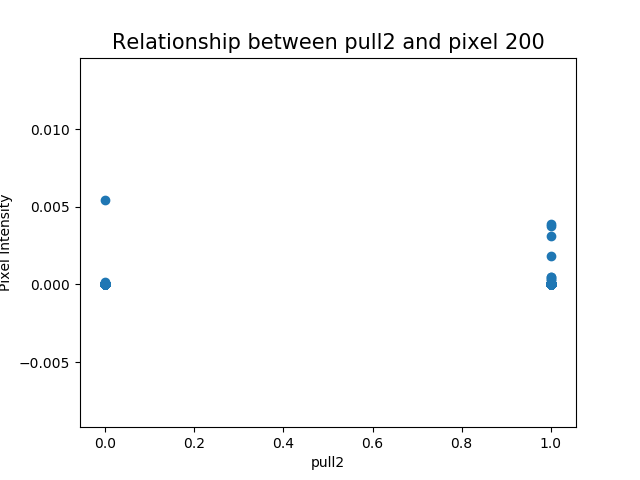 Relationship between pull2 and pixel 200
Pixel Intensity
0.010
0.005
0.000
−0.005
0.0 0.2 0.4 0.6 0.8 1.0
pull2